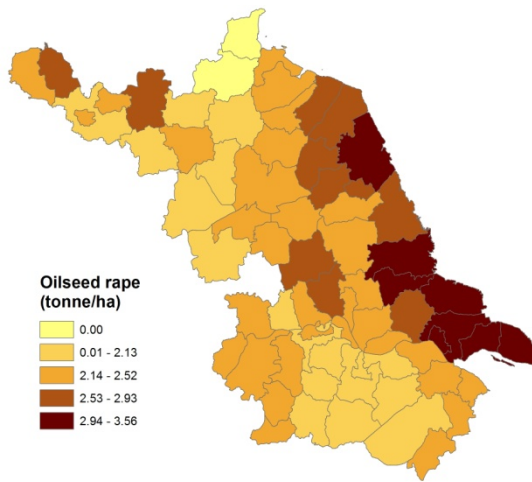 Oilseed rape
(tonne/ha)
0.00
0.01 - 2.13
2.14 - 2.52
2.53 - 2.93
2.94 - 3.56